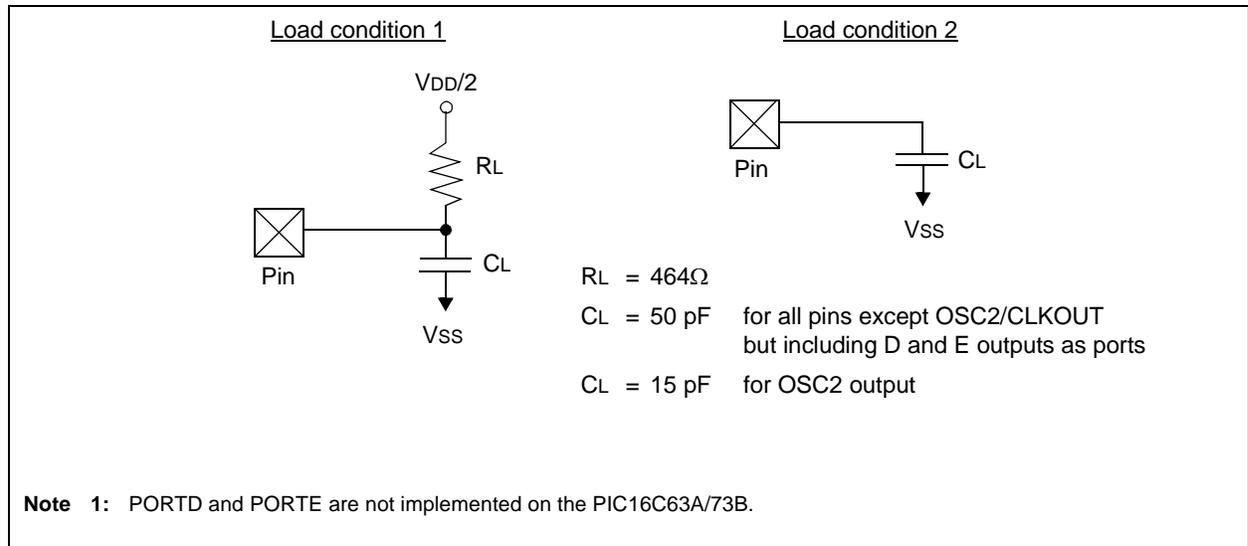 Load condition 1
Load condition 2
VDD/2
RL
Pin
CL
VSS
Pin
CL
VSS
RL = 464Ω
CL = 50 pF for all pins except OSC2/CLKOUT
but including D and E outputs as ports
CL = 15 pF for OSC2 output
Note 1: PORTD and PORTE are not implemented on the PIC16C63A/73B.